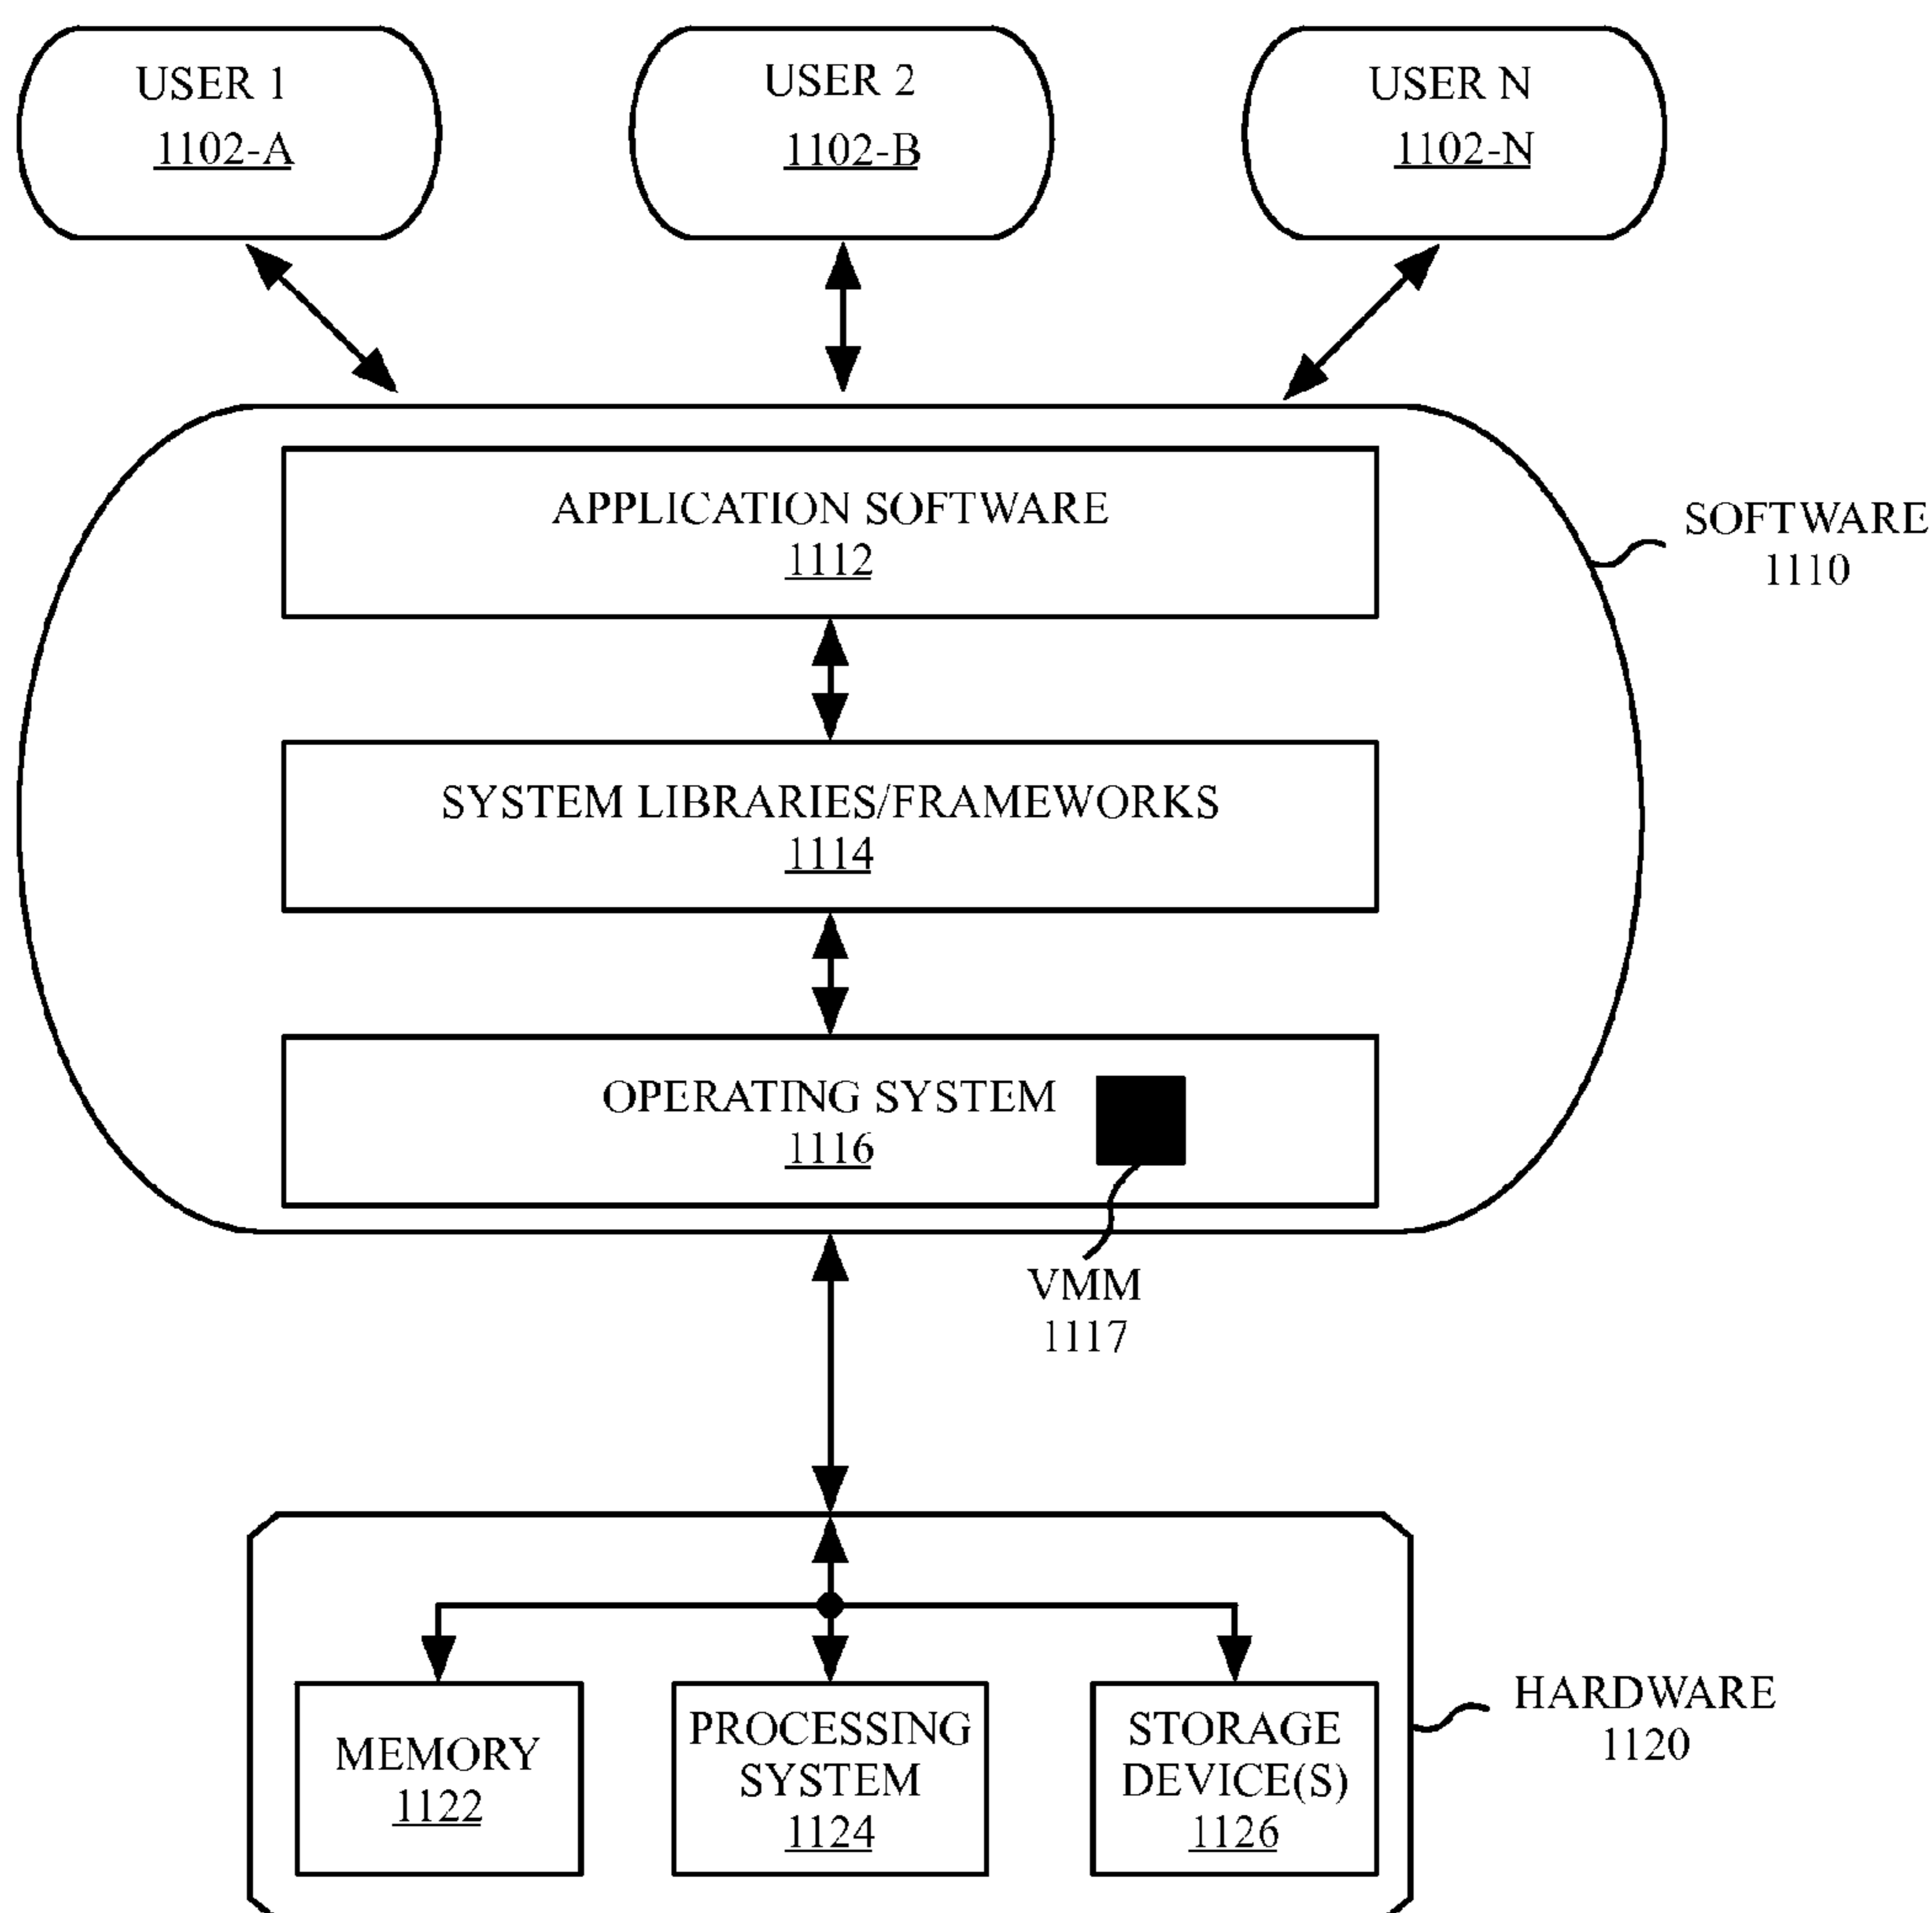 USER 1
1102-A
USER 2
1102-B
USER N
1102-N
APPLICATION SOFTWARE
1112
SOFTWARE
1110
SYSTEM LIBRARIES/FRAMEWORKS
1114
OPERATING SYSTEM
1116
VMM
1117
MEMORY
1122
PROCESSING
SYSTEM
1124
STORAGE
DEVICE(S)
1126
HARDWARE
1120